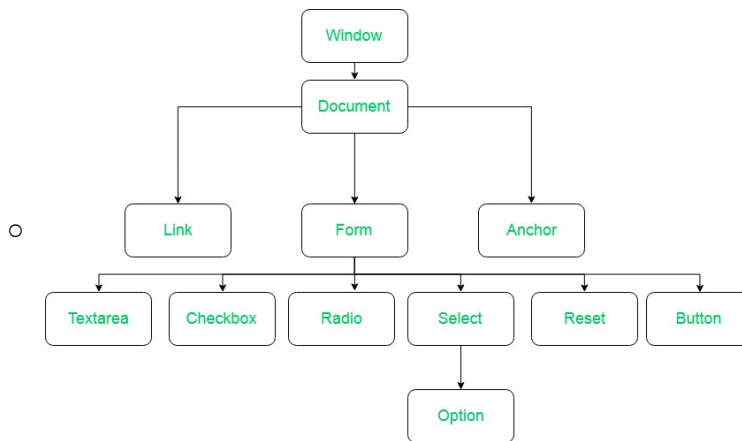 Window
Document
Link
Form
Anchor
Textarea
Checkbox
Radio
Select
Reset
Button
Option